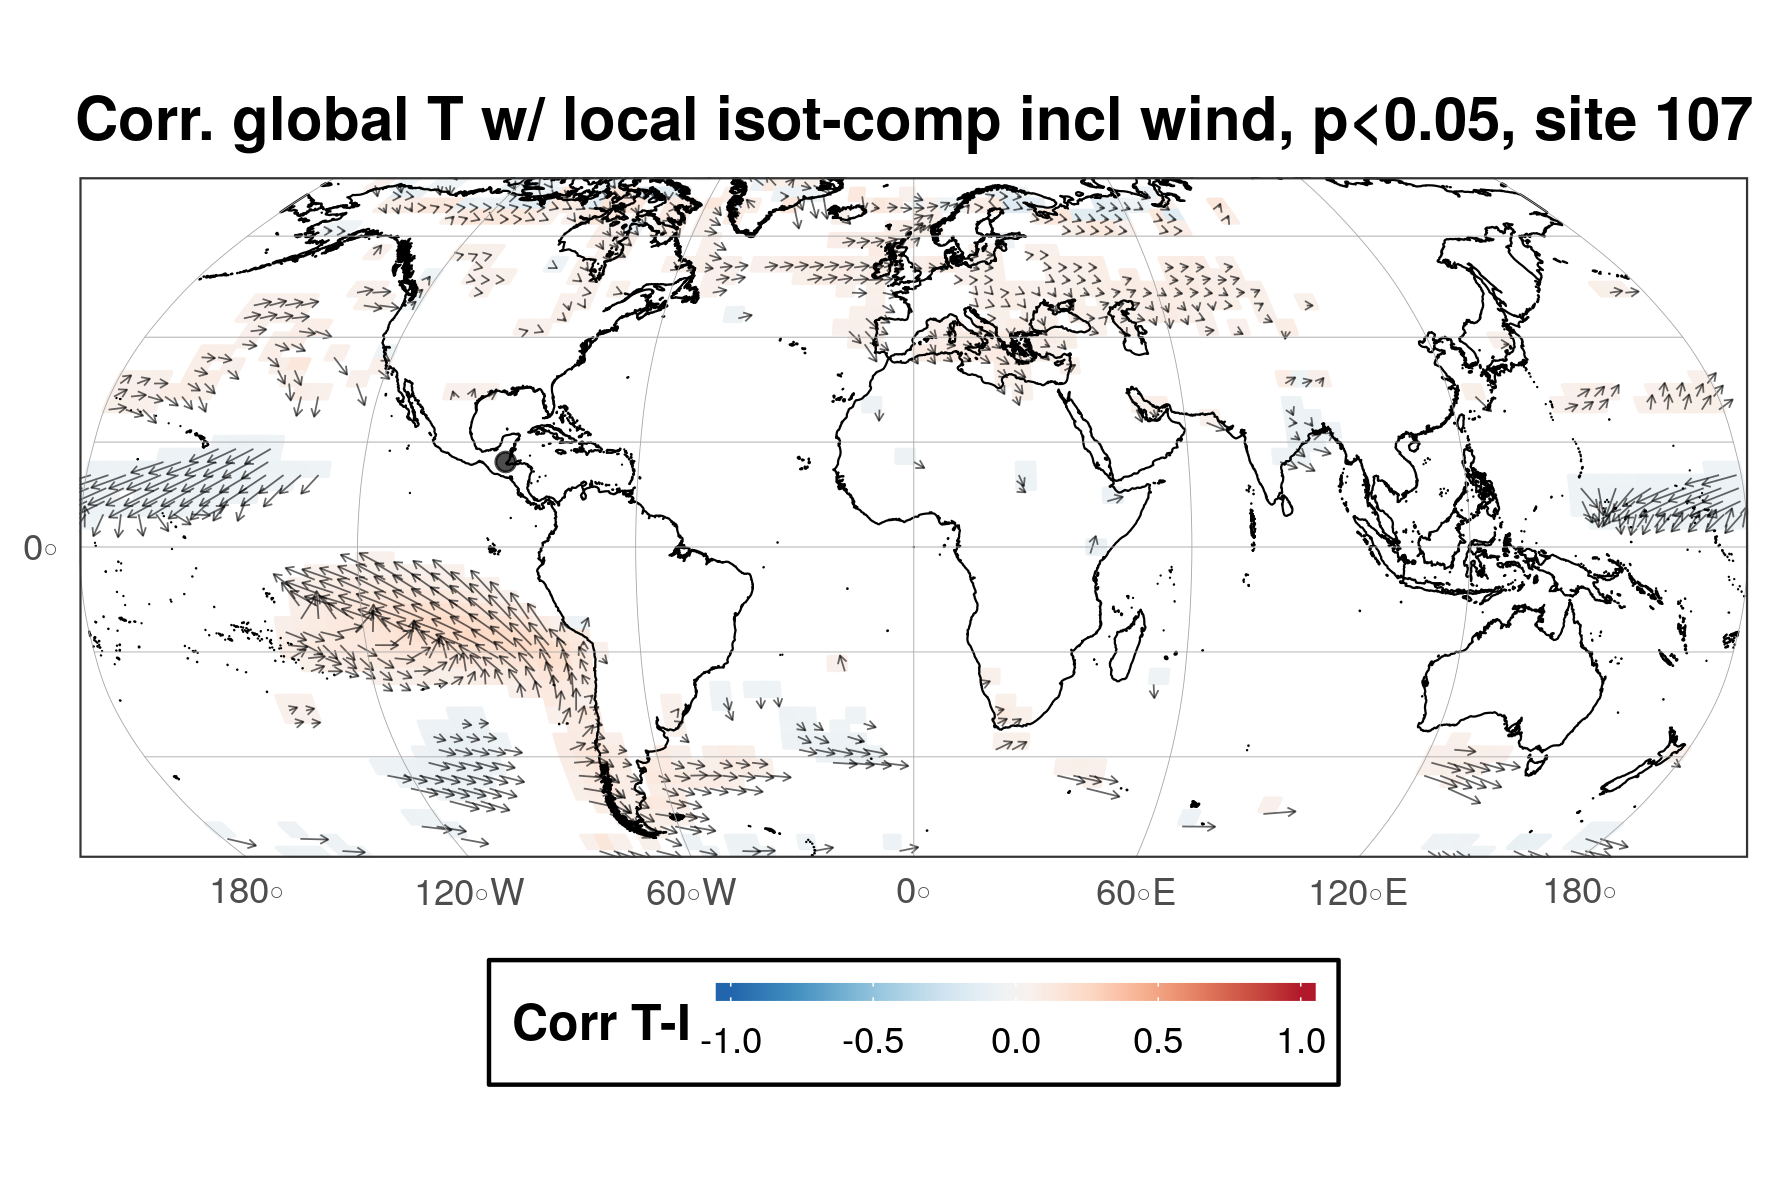 Corr. global T w/ local isot-comp incl wind, p<0.05, site 107
0○
180○ 120○W 60○W 0○ 60○E 120○E 180○
Corr T-I
-1.0 -0.5 0.0 0.5 1.0